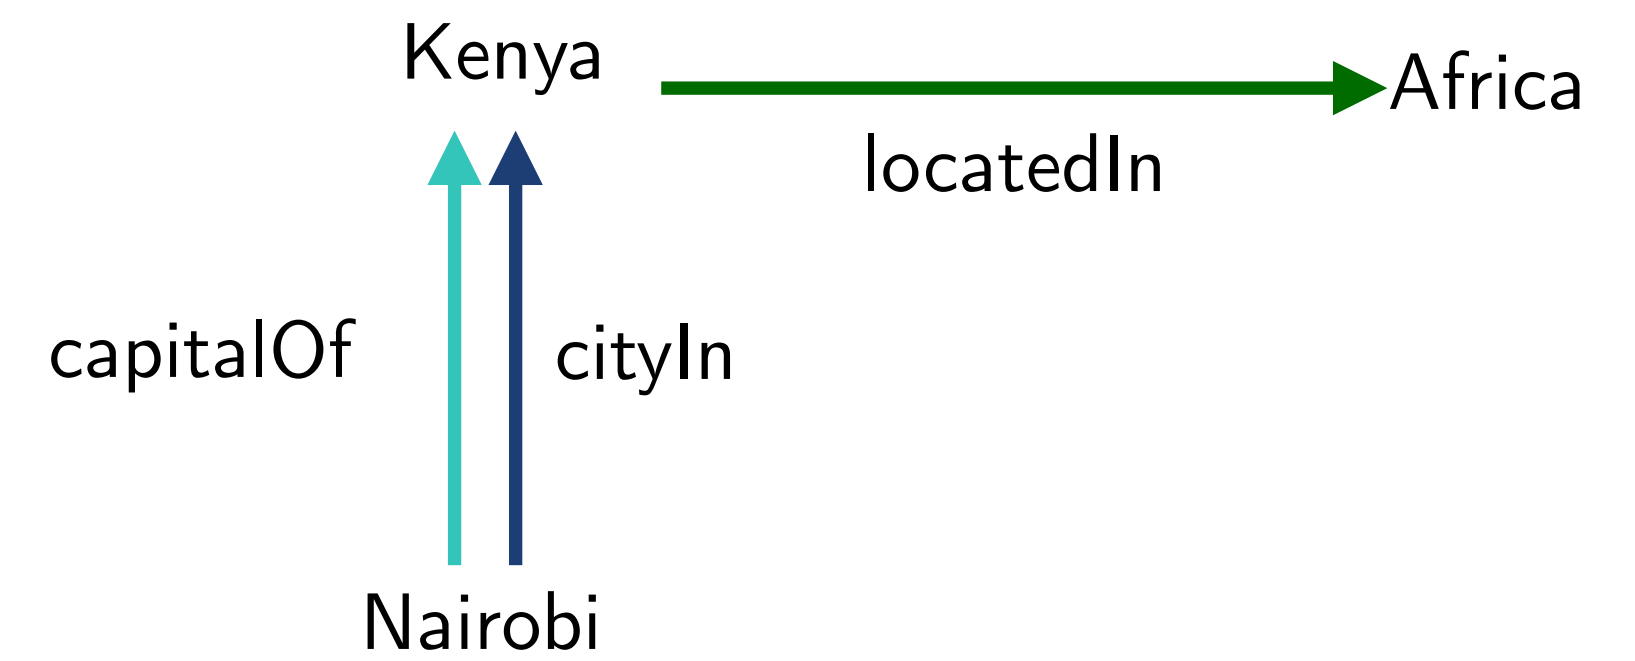 Kenya
Africa
locatedIn
capitalOf
cityIn
Nairobi